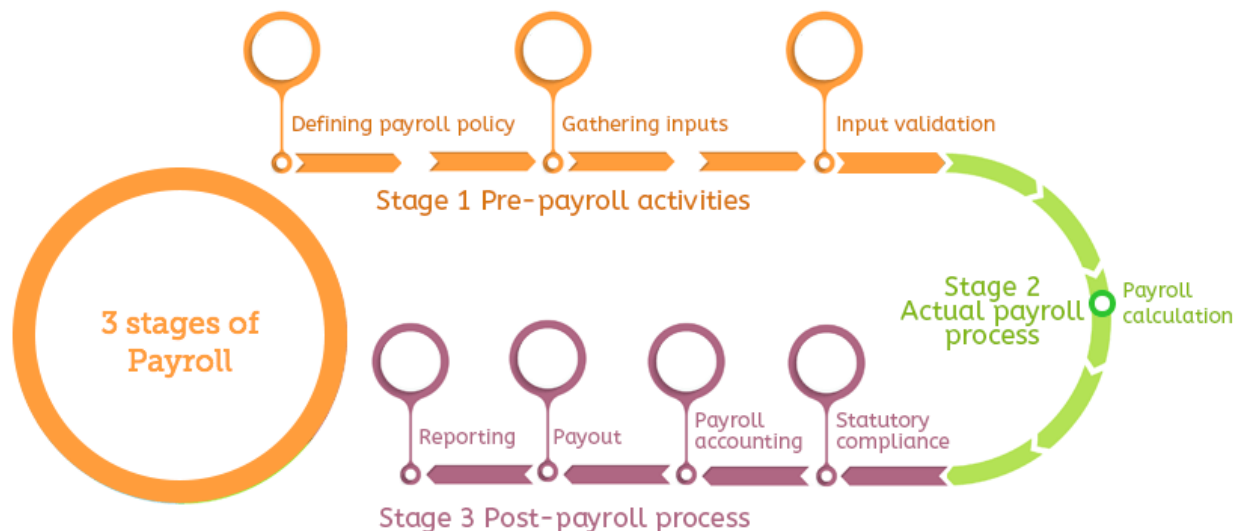 Defining payroll policy
Gathering inputs
Input validation
Stage 1 Pre-payroll activities
3 stages of
Payroll
Stage 2
Actual payroll
process
Payroll
calculation
Reporting
Payout
Payroll
accounting
Statutory
compliance
Stage 3 Post-payroll process